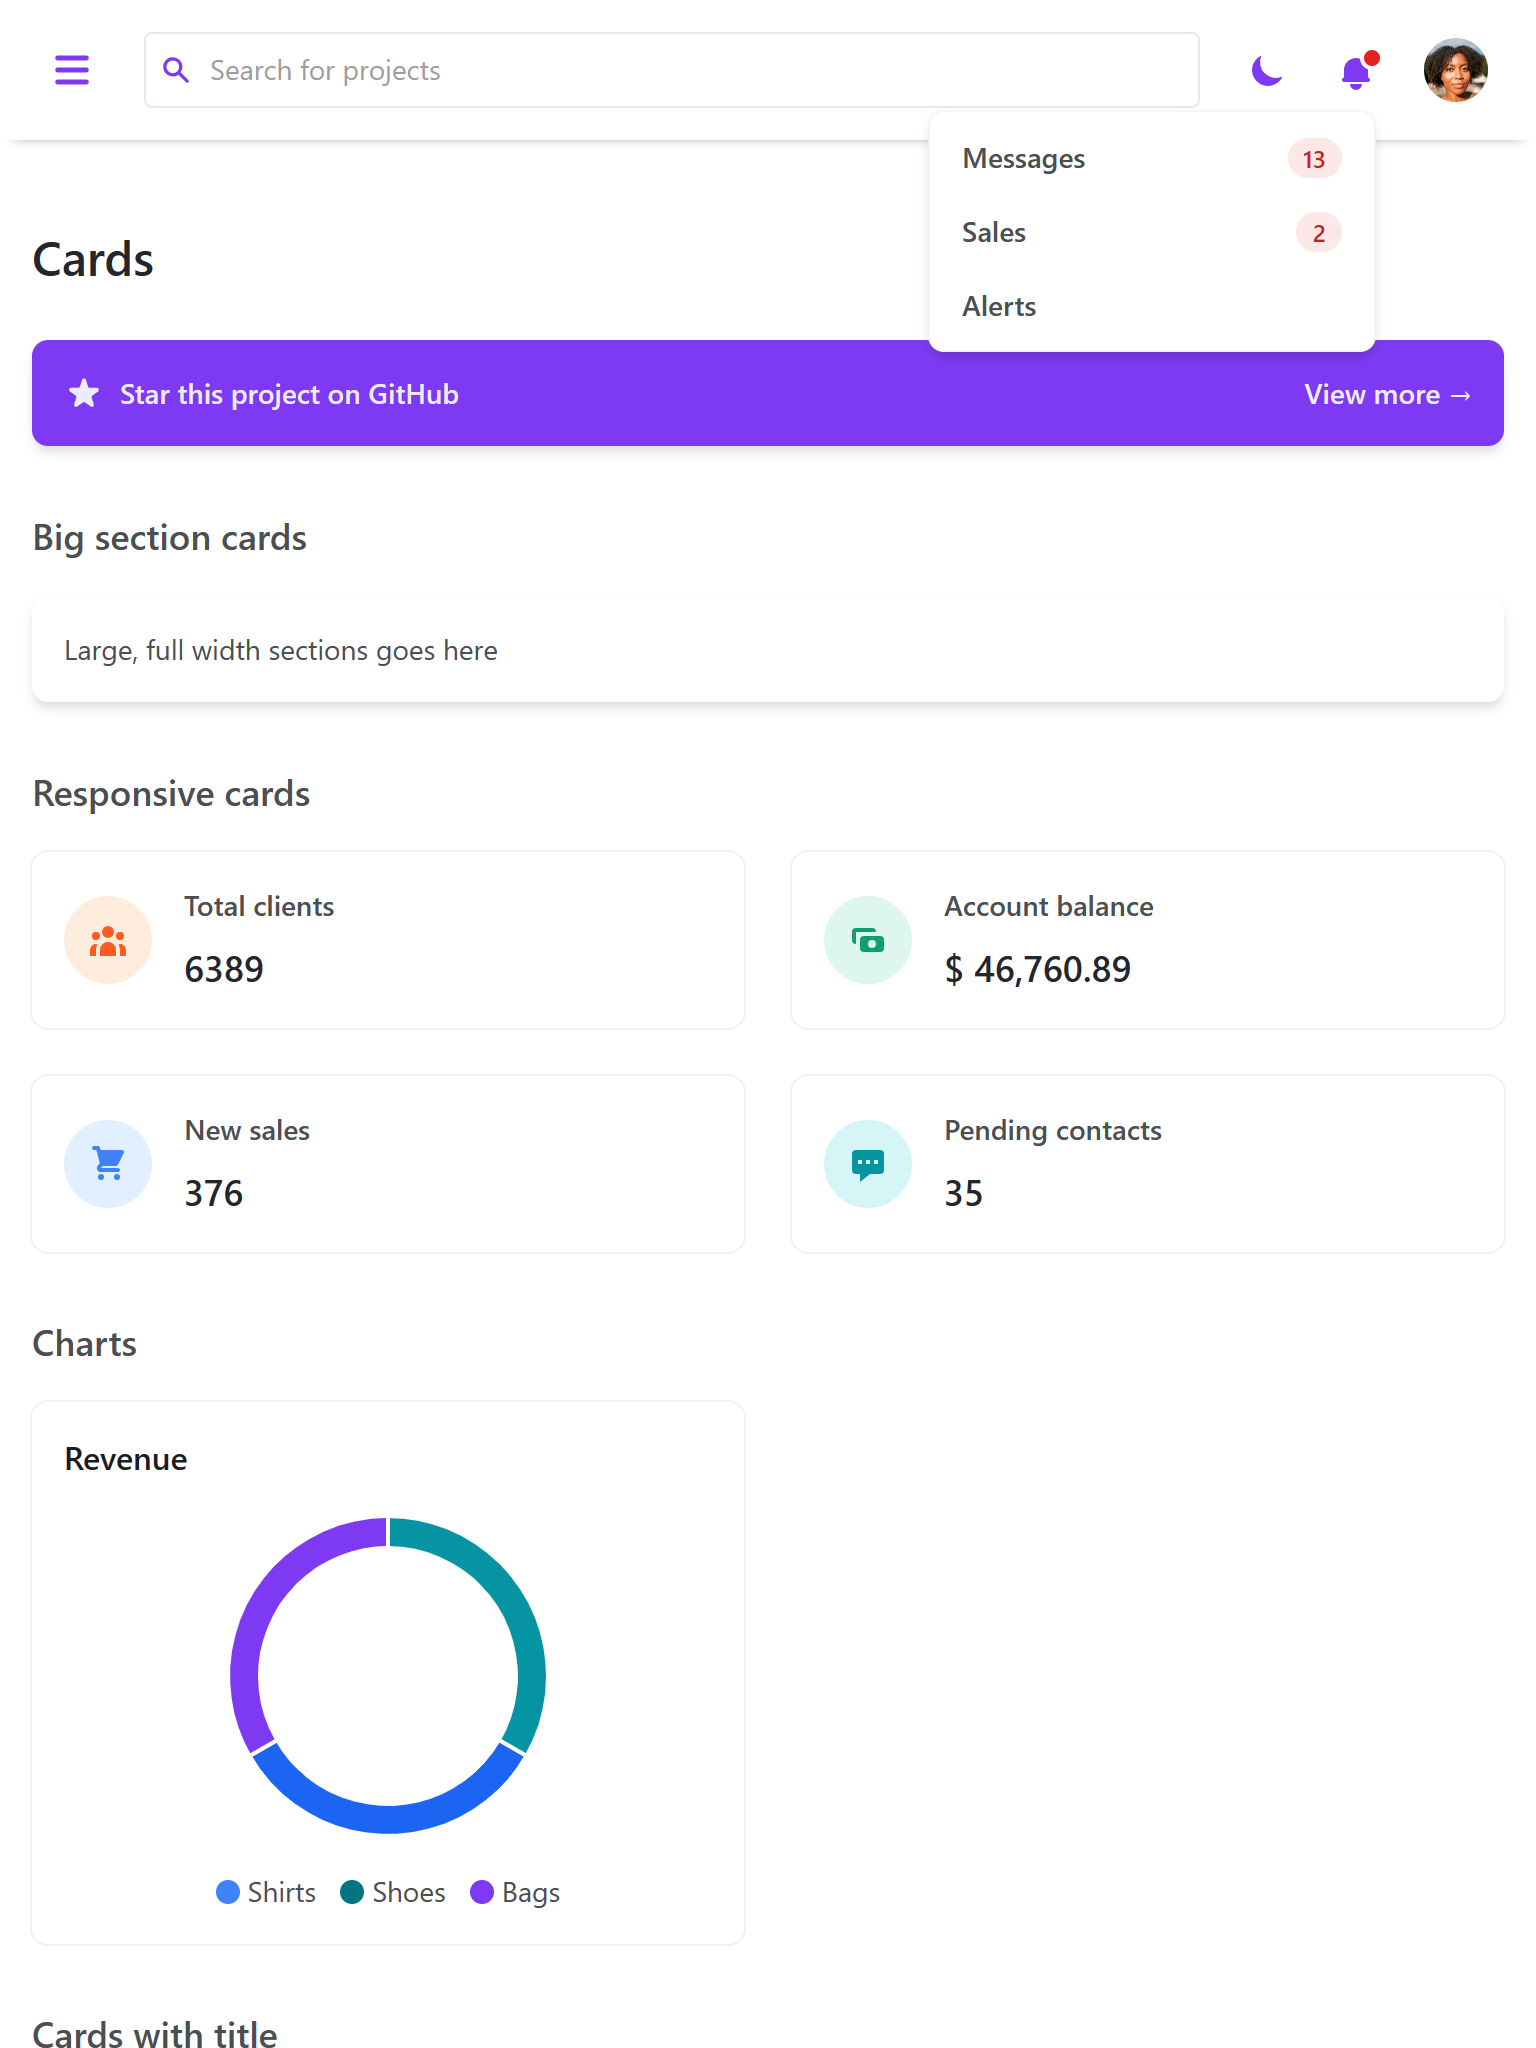 Search for projects
Messages 13
Sales 2
Alerts
Cards
Star this project on GitHub View more →
Big section cards
Large, full width sections goes here
Responsive cards
Total clients
6389
Account balance
$ 46,760.89
New sales
376
Pending contacts
35
Charts
Revenue
Shirts Shoes Bags
Cards with title